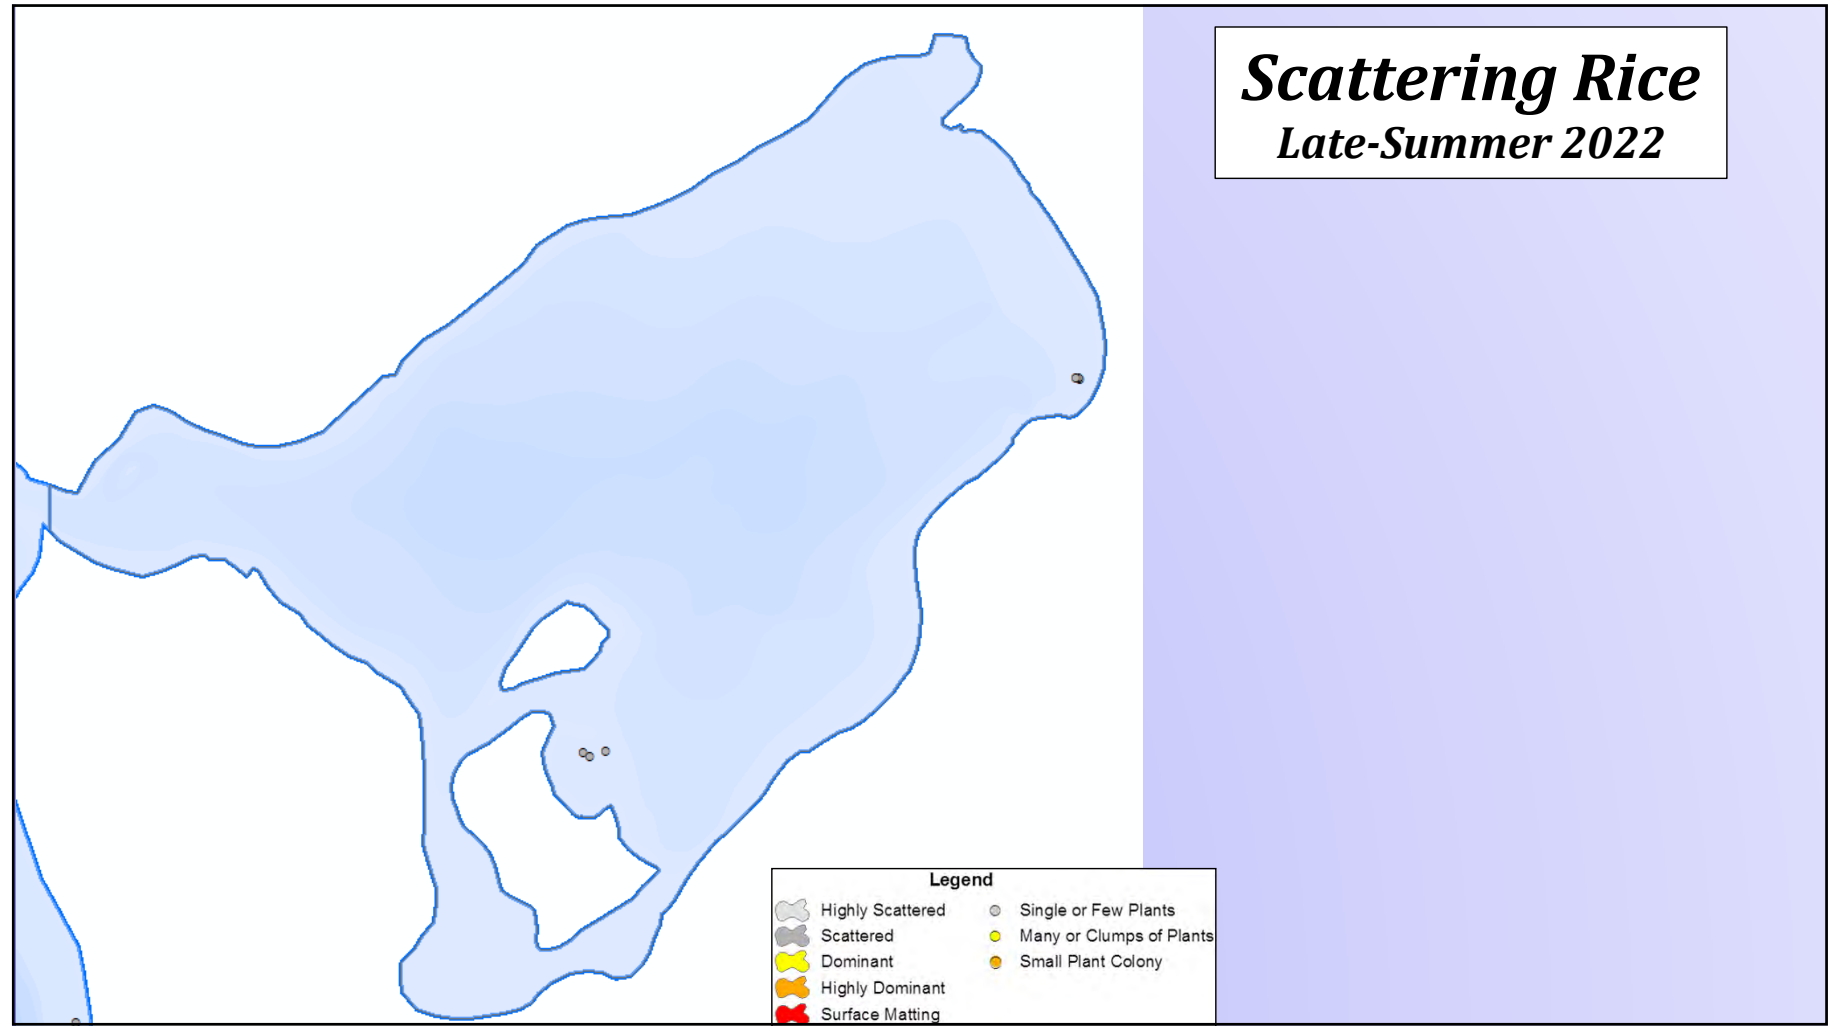 Scattering Rice
Late-Summer 2022
Legend
Highly Scattered
Scattered
Dominant
Highly Dominant
Surface Matting
Single or Few Plants
Many or Clumps of Plants
Small Plant Colony